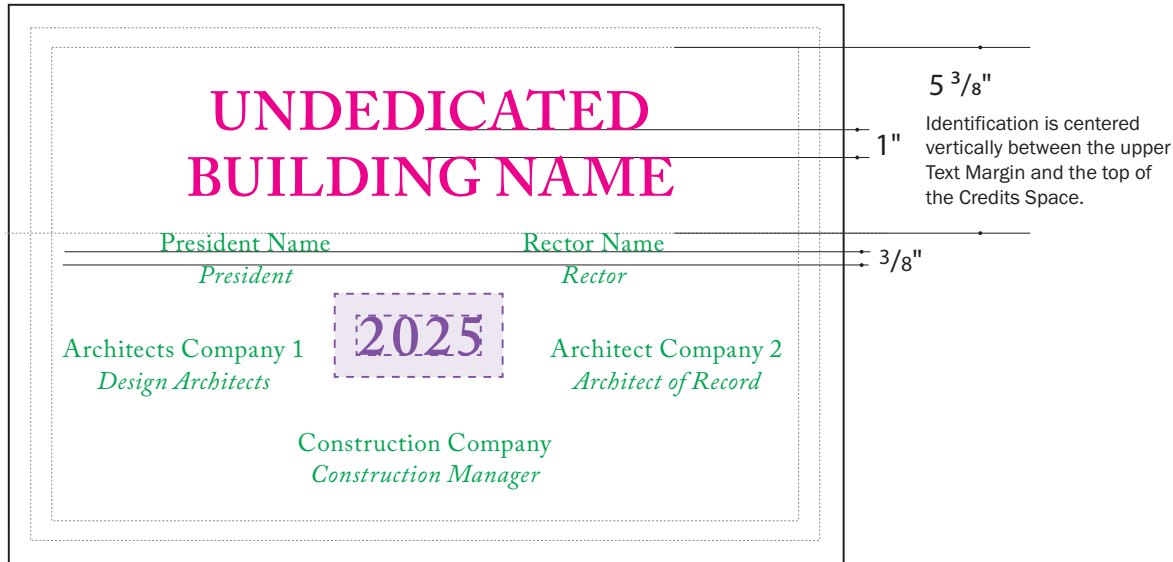 UNDEDICATED
BUILDING NAME
5 3/8"
Identification is centered
vertically between the upper
Text Margin and the top of
the Credits Space.
1"
President Name
President
Rector Name
Rector
3/8"
2025
Architects Company 1
Design Architects
Architect Company 2
Architect of Record
Construction Company
Construction Manager